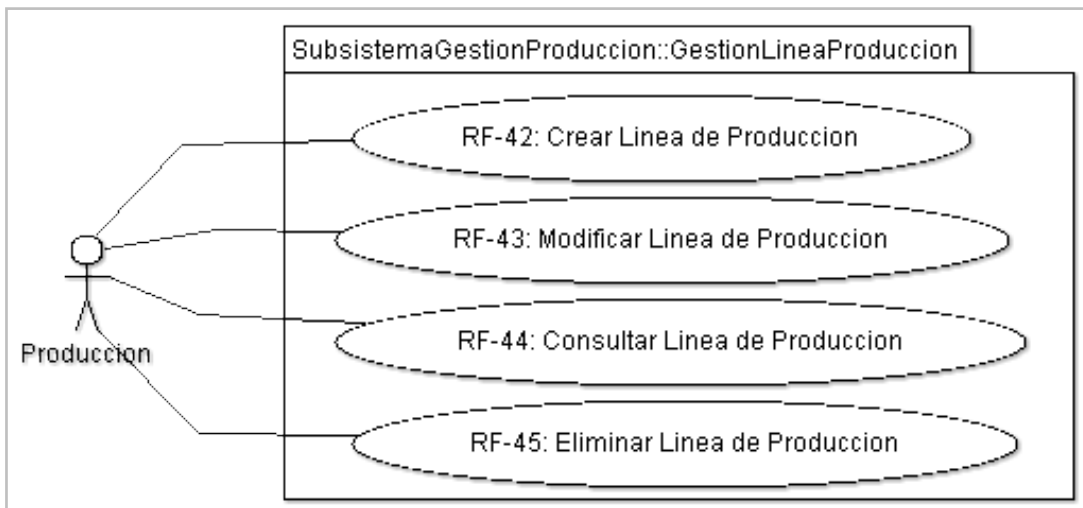 SubsistemaGestionProduccion::GestionLineaProduccion
RF-42: Crear Linea de Produccion
RF-43: Modificar Linea de Produccion
RF-44: Consultar Linea de Produccion
Produccion
RF-45: Eliminar Linea de Produccion